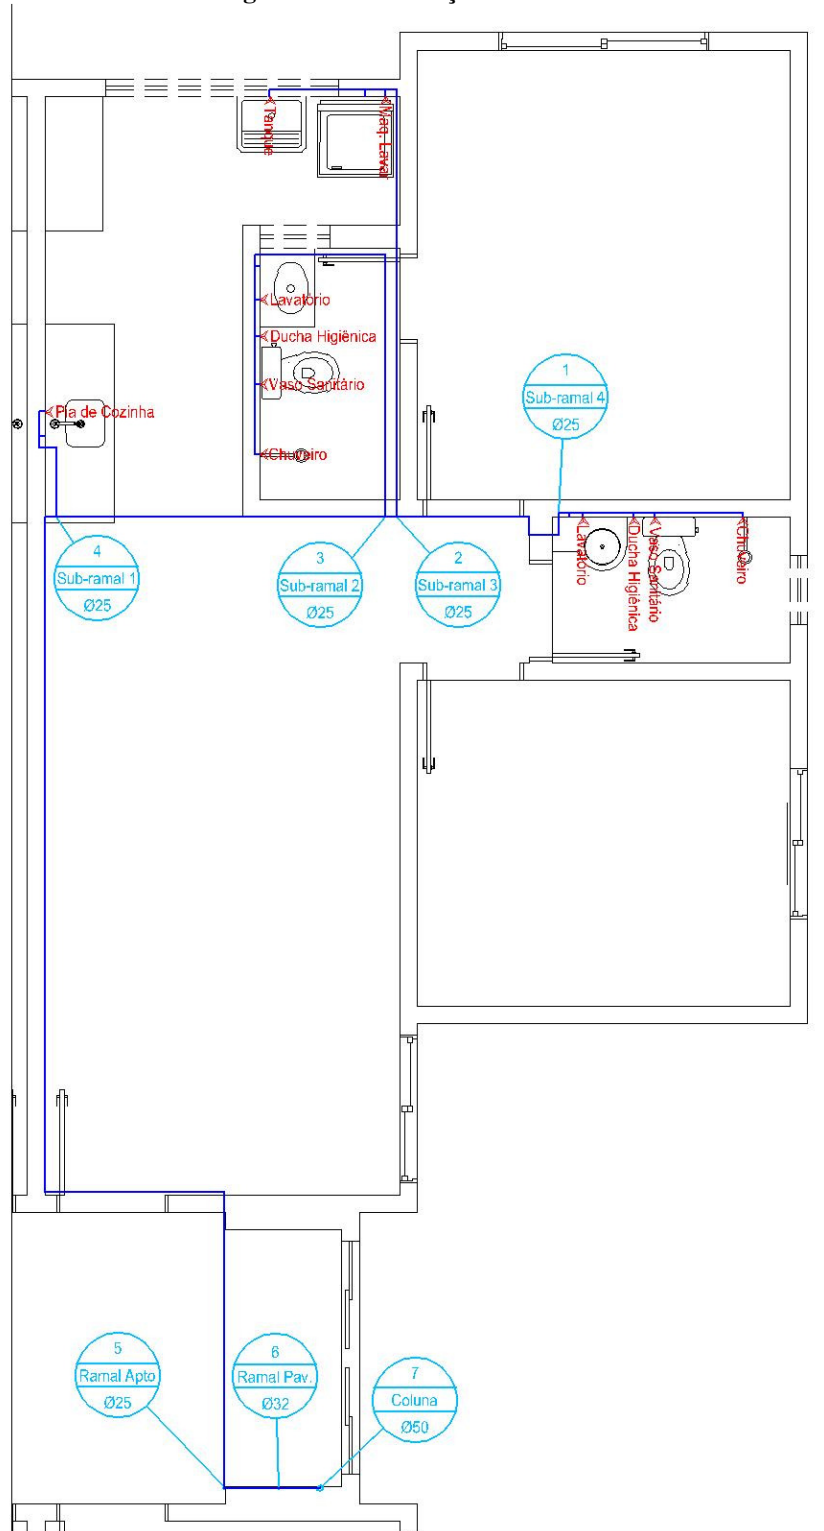 Tanque
Maq. Lavar
Lavatório
Ducha Higiênica
Vaso Sanitário
Chuveiro
Pia de Cozinha
1
Sub-ramal 4
Ø25
4
Sub-ramal 1
Ø25
3
Sub-ramal 2
Ø25
2
Sub-ramal 3
Ø25
Lavatório
Ducha Higiênica
Vaso Sanitário
Chuveiro
5
Ramal Apto
Ø25
6
Ramal Pav.
Ø32
7
Coluna
Ø50